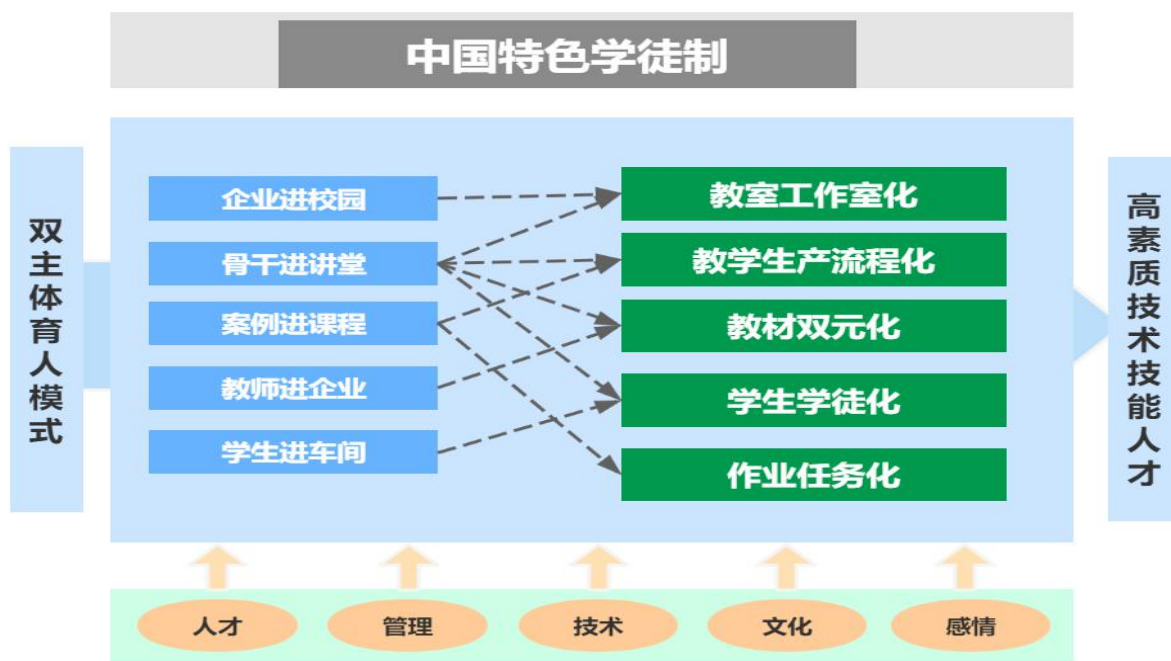 中国特色学徒制
双主体育人模式
企业进校园
骨干进讲堂
案例进课程
教师进企业
学生进车间
教室工作室化
教学生产流程化
教材双元化
学生学徒化
作业任务化
高素质技术技能人才
人才
管理
技术
文化
感情